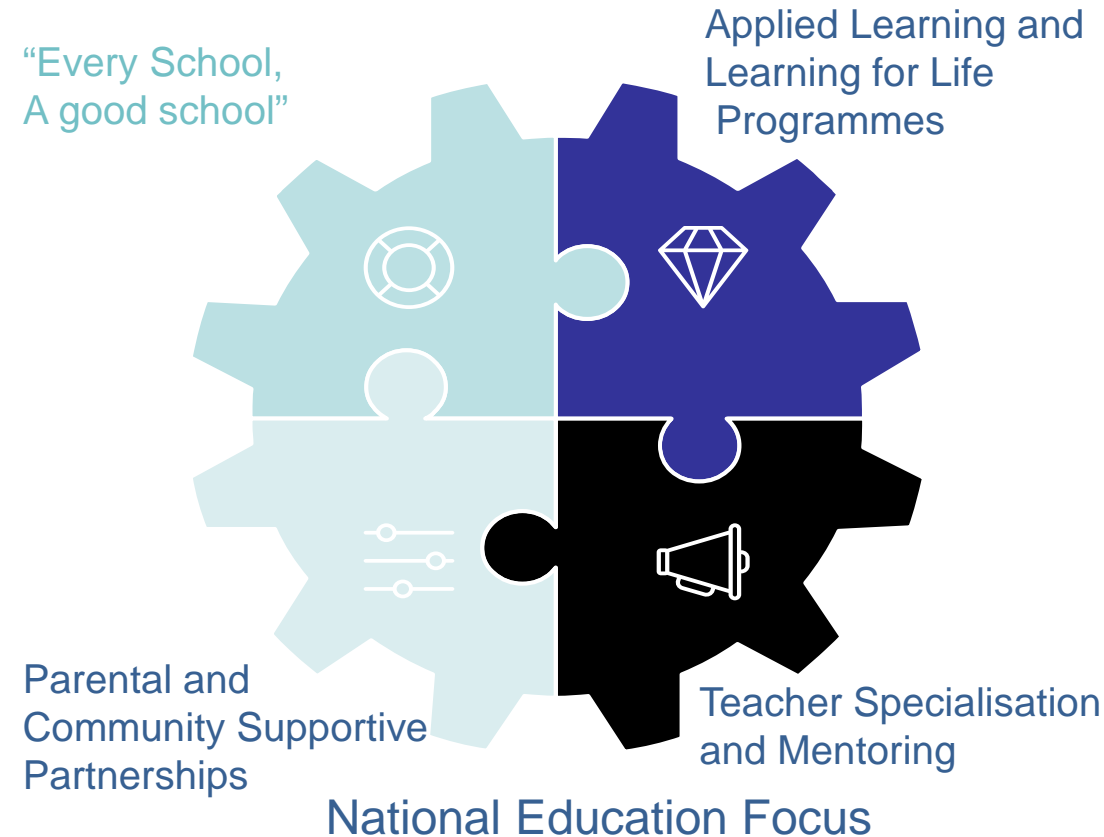 “Every School,
A good school”
Applied Learning and
Learning for Life
Programmes
Parental and
Community Supportive
Partnerships
Teacher Specialisation
and Mentoring
National Education Focus